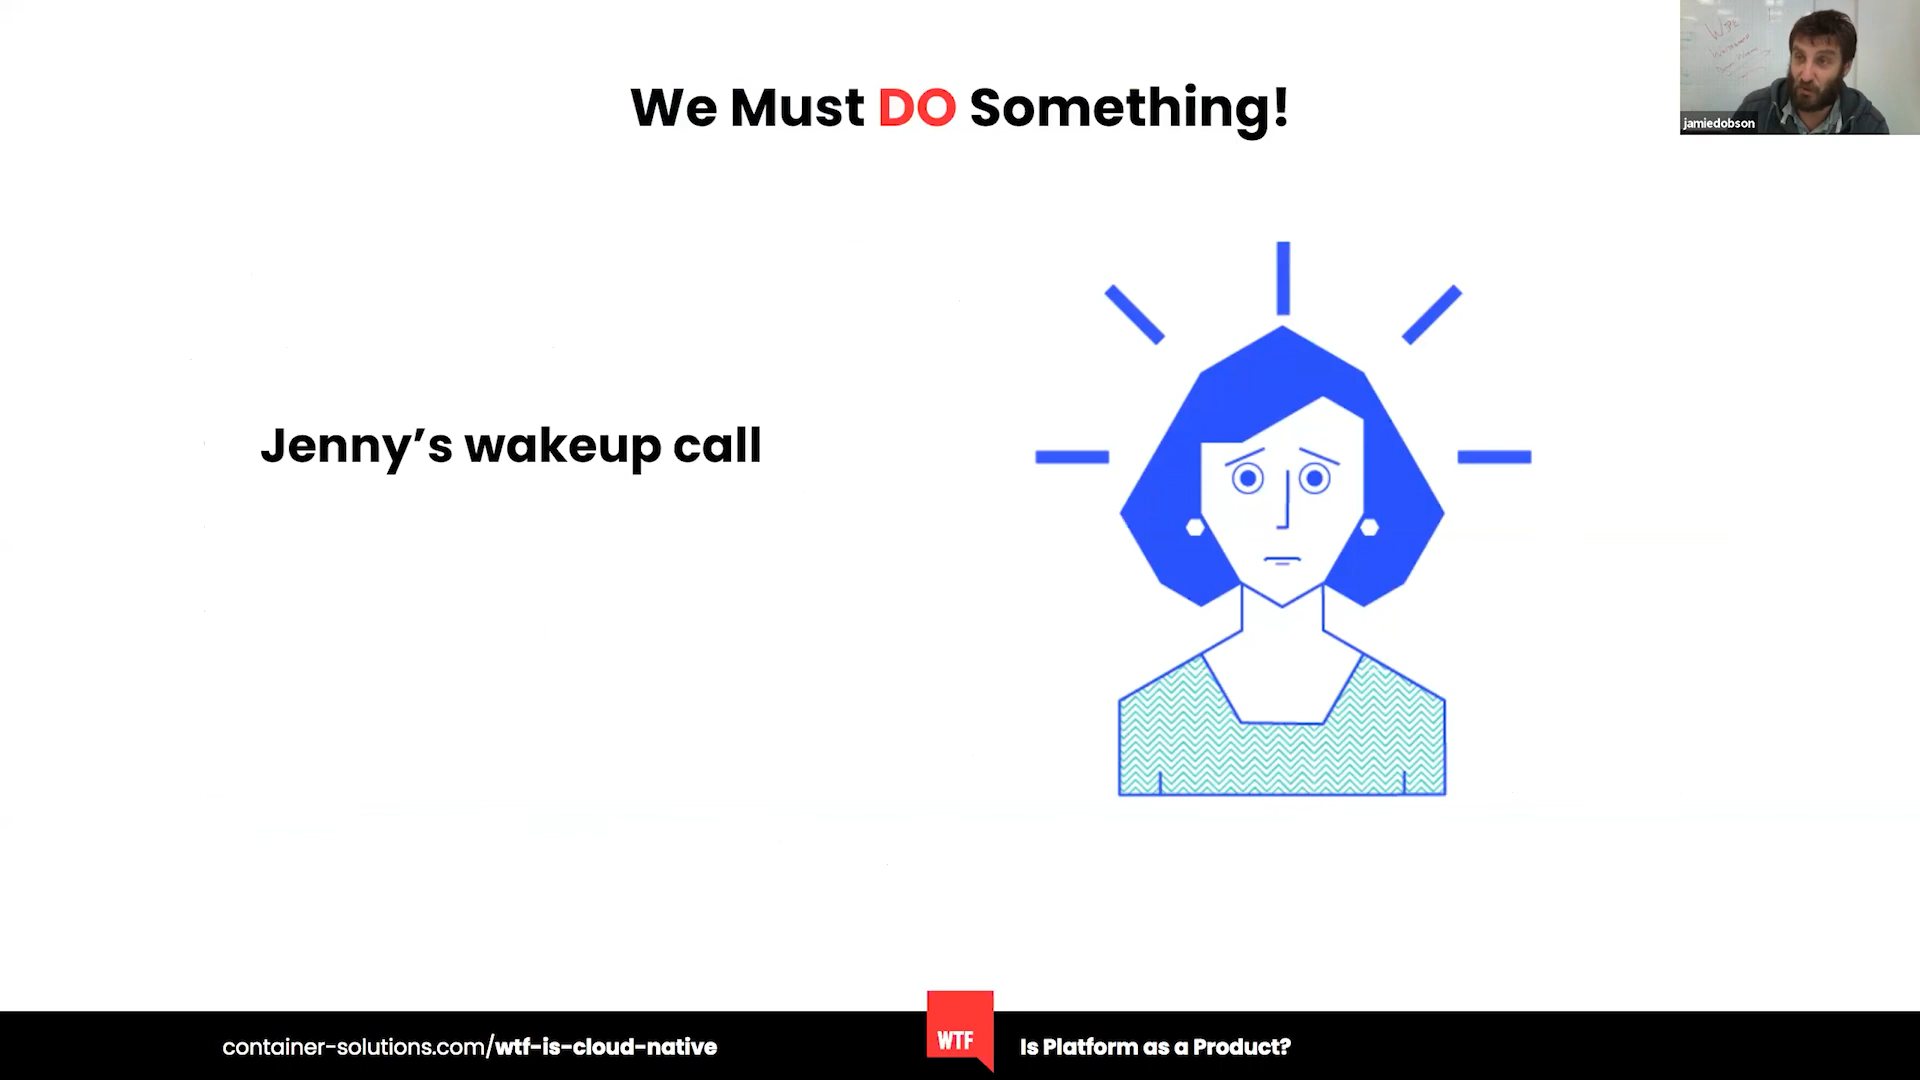 We Must DO Something!
jamiedobson
Jenny’s wakeup call
container-solutions.com/wtf-is-cloud-native
WTF
Is Platform as a Product?